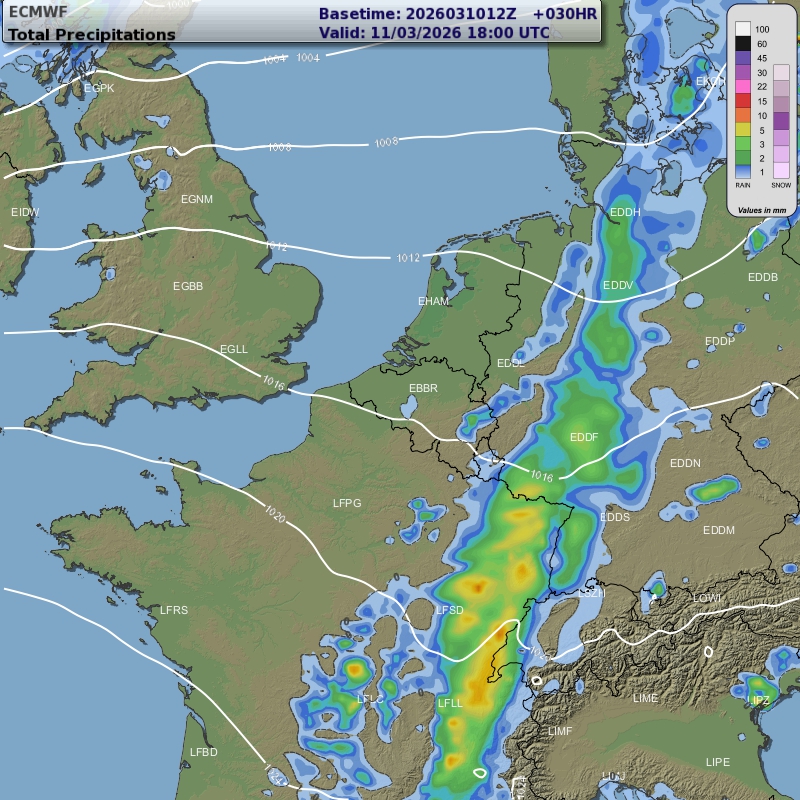 ECMWF
Basetime: 2026031012Z +030HR
Total Precipitations
Valid: 11/03/2026 18:00 UTC
1004
1004
100
60
45
30
22
15
10
5
3
2
1
RAIN
SNOW
Values in mm
EGPK
1008
1008
EGNM
EIDW
EDDH
1012
1012
EGBB
EDDV
EDDB
EHAM
EGLL
EDDP
EDDL
1016
EBBR
EDDF
EDDN
1016
LFPG
1020
EDDS
EDDM
LSZH
LOWI
LFRS
LFSD
LFLC
LFLL
LIME
LIPZ
LIMF
LFBD
LIPE
1024